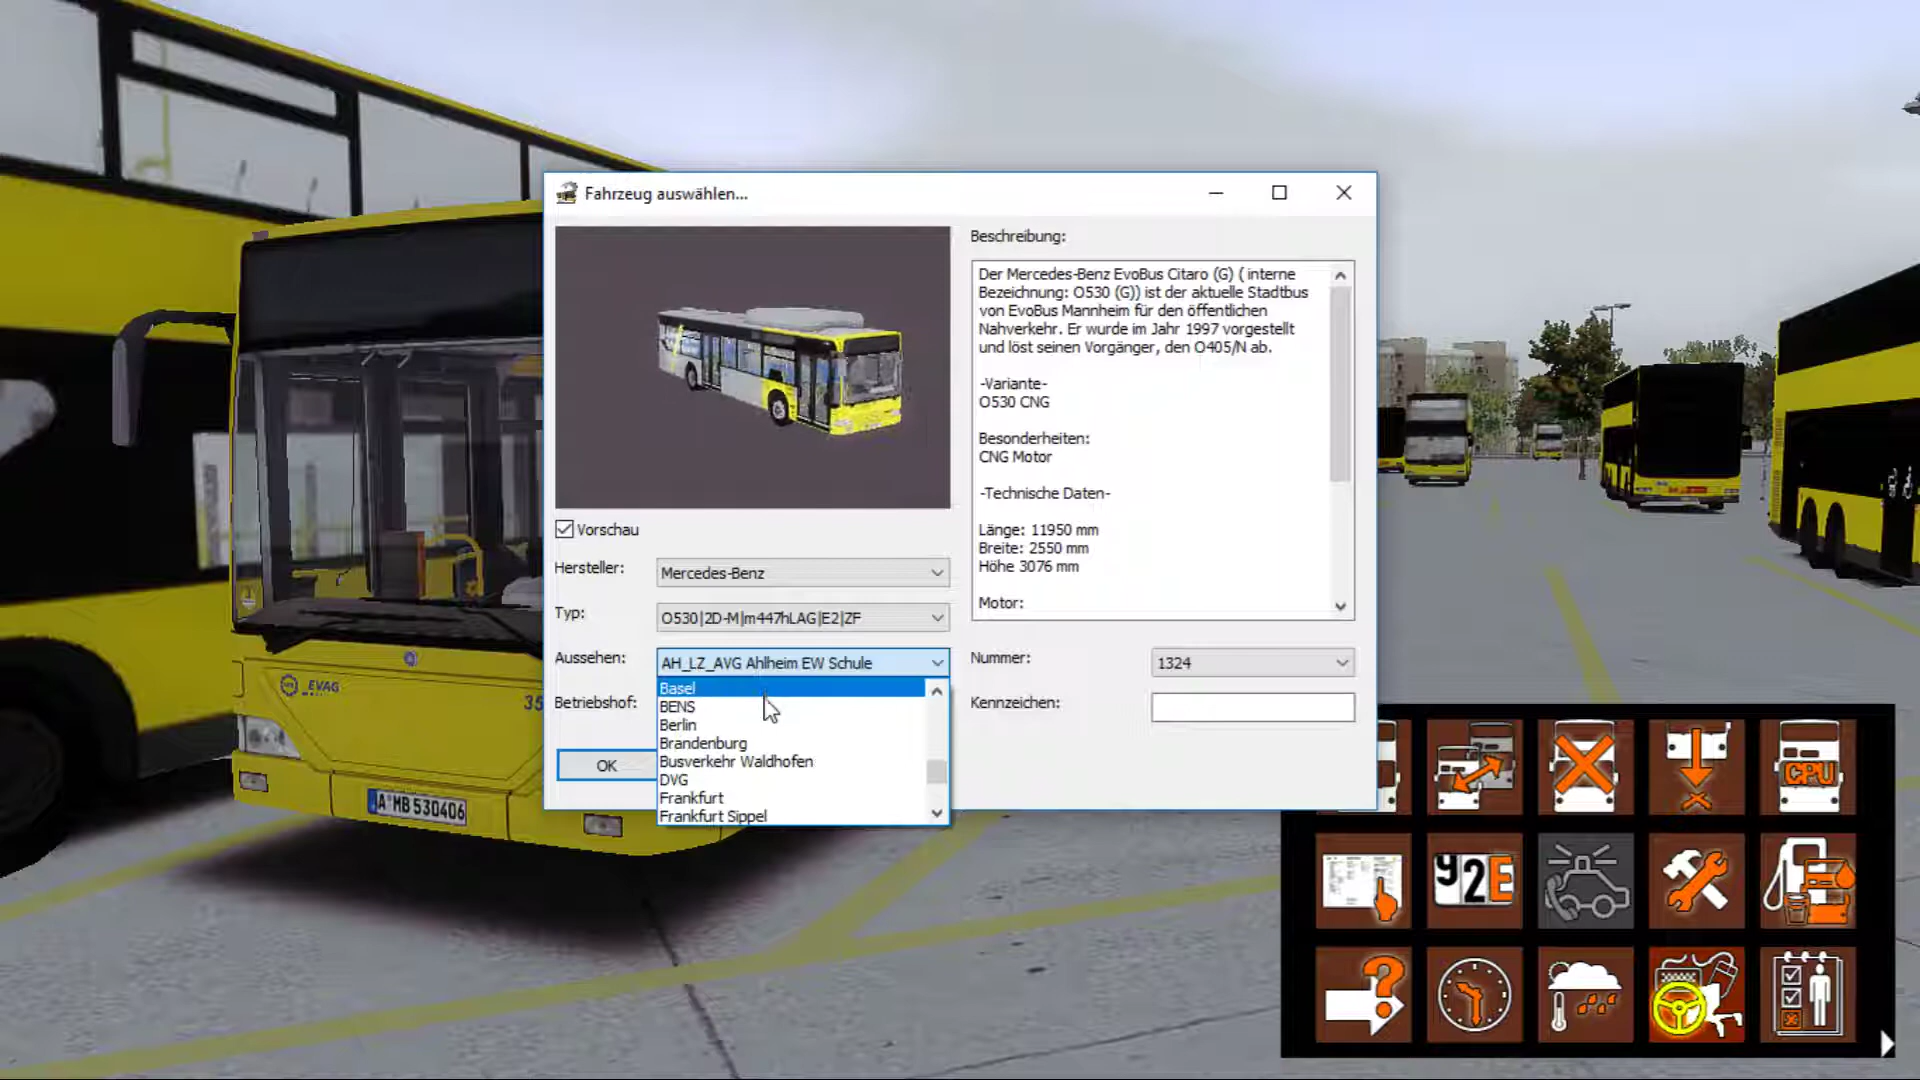 Fahrzeug auswählen...
Beschreibung:
Der Mercedes-Benz EvoBus Citaro (G) ( interne
Bezeichnung: O530 (G)) ist der aktuelle Stadtbus
von EvoBus Mannheim für den öffentlichen
Nahverkehr. Er wurde im Jahr 1997 vorgestellt
und löst seinen Vorgänger, den O405/N ab.
-Variante-
O530 CNG
Besonderheiten:
CNG Motor
-Technische Daten-
Länge: 11950 mm
Breite: 2550 mm
Höhe 3076 mm
Motor:
Vorschau
Hersteller:
Mercedes-Benz
Typ:
O530|2D-M|m447hLAG|E2|ZF
Aussehen:
AH_LZ_AVG Ahlheim EW Schule
Basel
BENS
Berlin
Brandenburg
Busverkehr Waldhofen
DVG
Frankfurt
Frankfurt Sippel
Betriebshof:
OK
Nummer:
1324
Kennzeichen:
EVAG
35
A MB 530406
CPU
92E
?